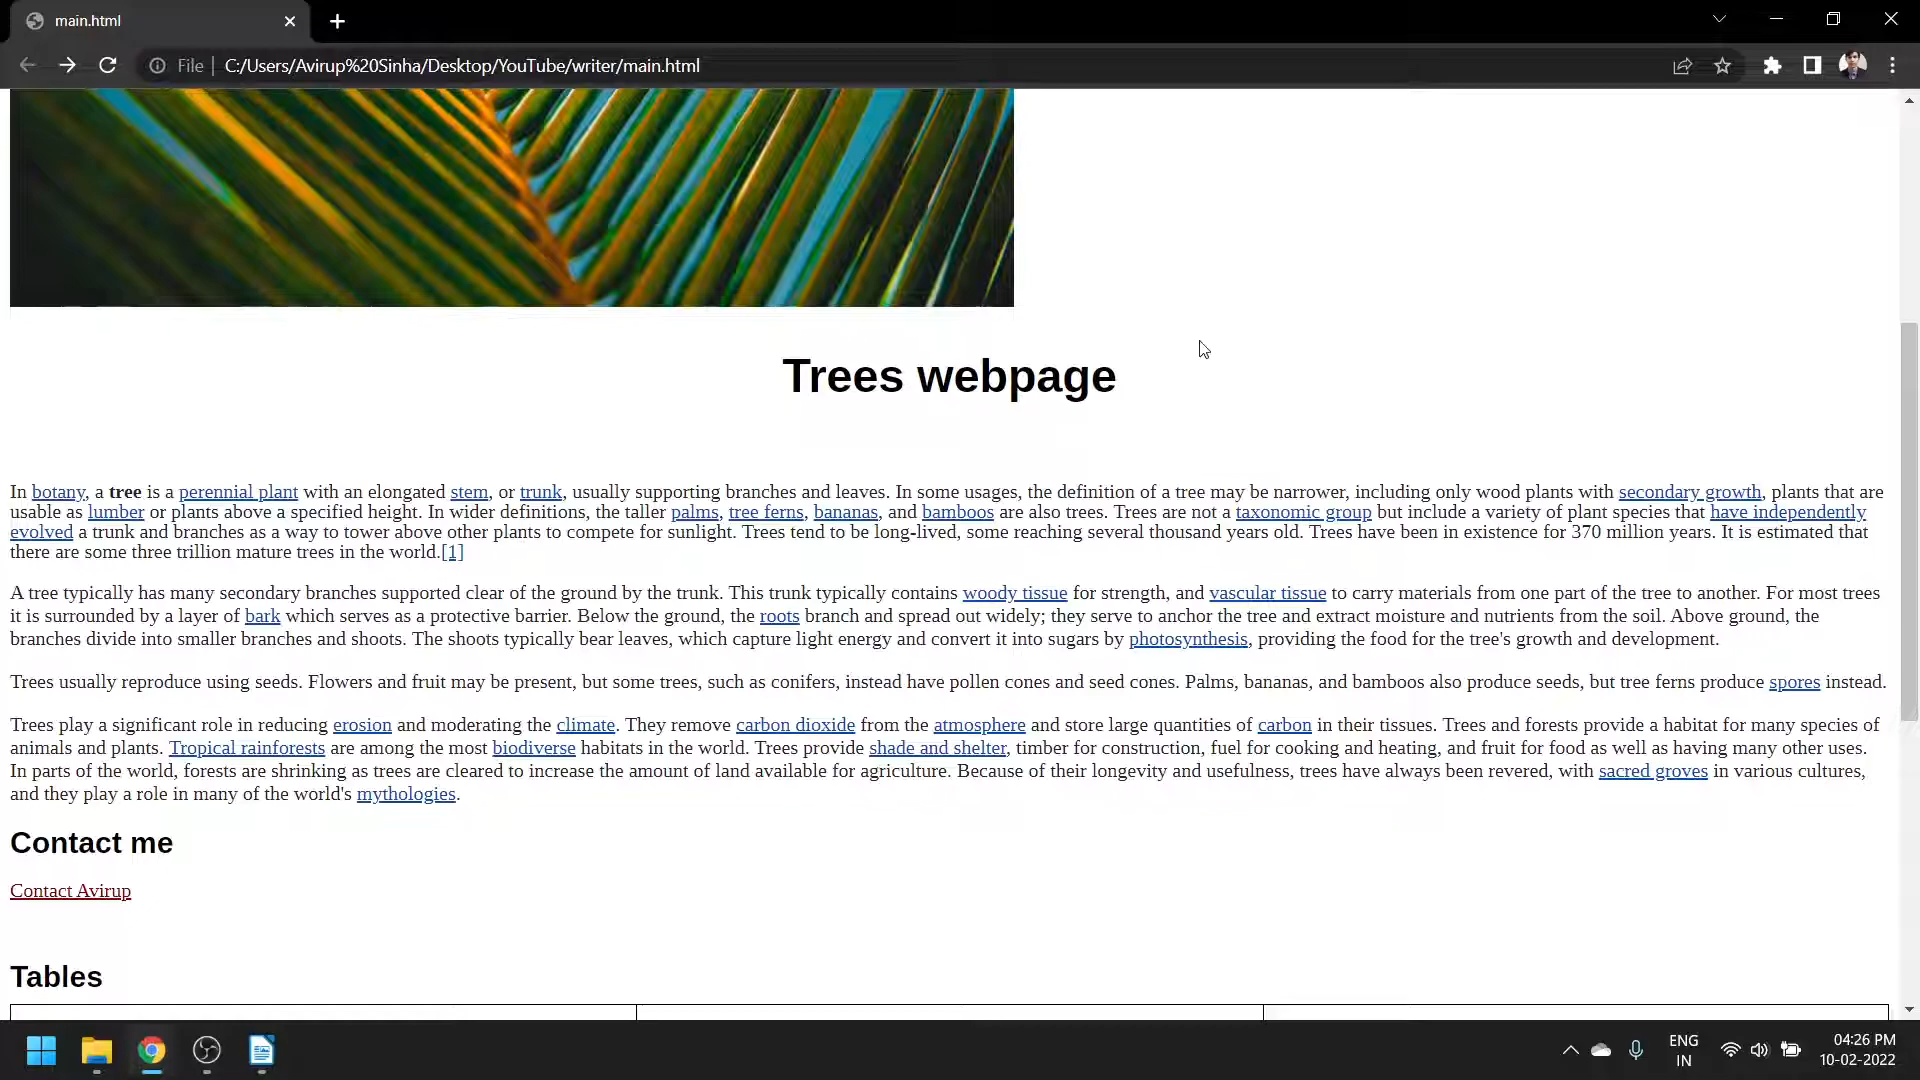 main.html
File | C:/Users/Avirup%20Sinha/Desktop/YouTube/writer/main.html
Trees webpage
In botany, a tree is a perennial plant with an elongated stem, or trunk, usually supporting branches and leaves. In some usages, the definition of a tree may be narrower, including only wood plants with secondary growth, plants that are
usable as lumber or plants above a specified height. In wider definitions, the taller palms, tree ferns, bananas, and bamboos are also trees. Trees are not a taxonomic group but include a variety of plant species that have independently
evolved a trunk and branches as a way to tower above other plants to compete for sunlight. Trees tend to be long-lived, some reaching several thousand years old. Trees have been in existence for 370 million years. It is estimated that
there are some three trillion mature trees in the world.[1]
A tree typically has many secondary branches supported clear of the ground by the trunk. This trunk typically contains woody tissue for strength, and vascular tissue to carry materials from one part of the tree to another. For most trees
it is surrounded by a layer of bark which serves as a protective barrier. Below the ground, the roots branch and spread out widely; they serve to anchor the tree and extract moisture and nutrients from the soil. Above ground, the
branches divide into smaller branches and shoots. The shoots typically bear leaves, which capture light energy and convert it into sugars by photosynthesis, providing the food for the tree's growth and development.
Trees usually reproduce using seeds. Flowers and fruit may be present, but some trees, such as conifers, instead have pollen cones and seed cones. Palms, bananas, and bamboos also produce seeds, but tree ferns produce spores instead.
Trees play a significant role in reducing erosion and moderating the climate. They remove carbon dioxide from the atmosphere and store large quantities of carbon in their tissues. Trees and forests provide a habitat for many species of
animals and plants. Tropical rainforests are among the most biodiverse habitats in the world. Trees provide shade and shelter, timber for construction, fuel for cooking and heating, and fruit for food as well as having many other uses.
In parts of the world, forests are shrinking as trees are cleared to increase the amount of land available for agriculture. Because of their longevity and usefulness, trees have always been revered, with sacred groves in various cultures,
and they play a role in many of the world's mythologies.
Contact me
Contact Avirup
Tables
ENG
IN
04:26 PM
10-02-2022